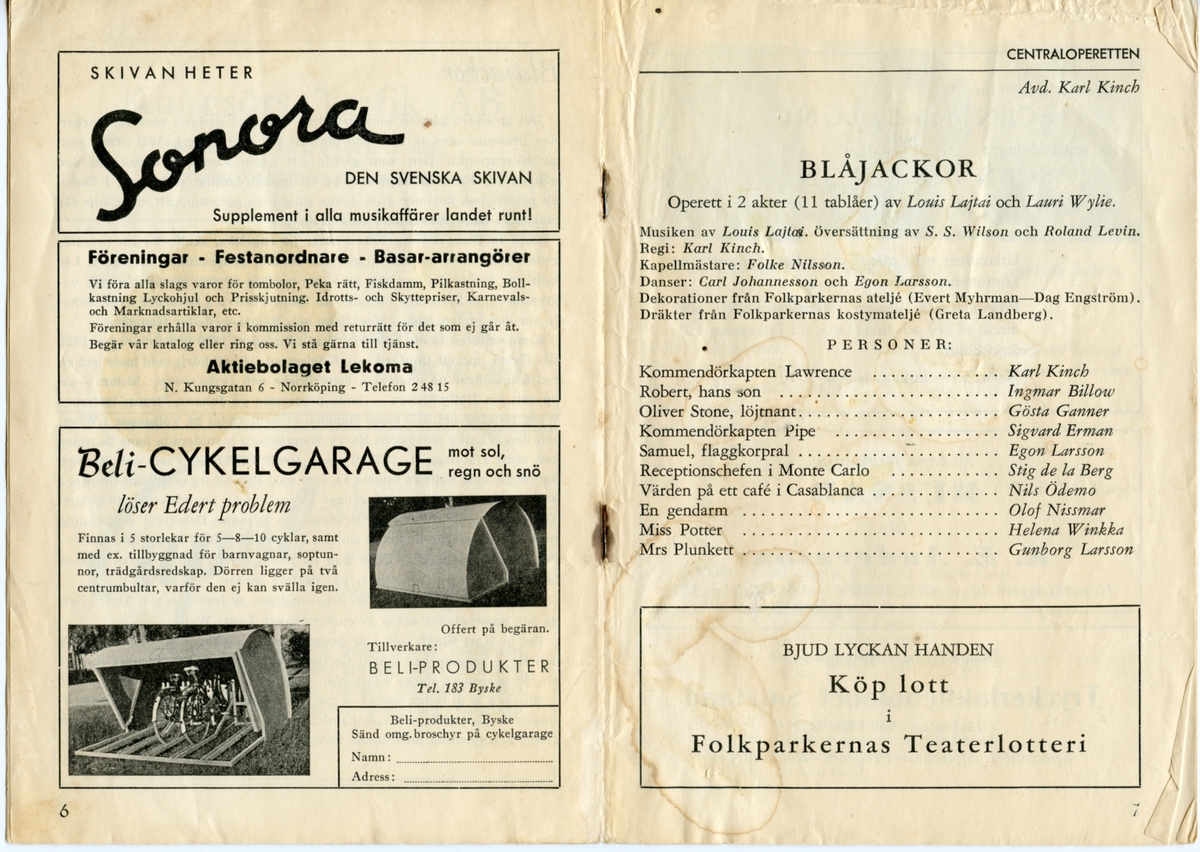 SKIVAN HETER
Sonora
DEN SVENSKA SKIVAN
Supplement i alla musikaffärer landet runt!
Föreningar - Festanordnare - Basar-arrangörer
Vi föra alla slags varor för tombolor, Peka rätt, Fiskdamm, Pilkastning, Boll-
kastning Lyckohjul och Prisskjutning. Idrotts- och Skyttepriser, Karnevals-
och Marknadsartiklar, etc.
Föreningar erhålla varor i kommission med returrätt för det som ej går åt.
Begär vår katalog eller ring oss. Vi stå gärna till tjänst.
Aktiebolaget Lekoma
N. Kungsgatan 6 - Norrköping - Telefon 2 48 15
Beli-CYKELGARAGE mot sol,
regn och snö
löser Edert problem
Finnas i 5 storlekar för 5—8—10 cyklar, samt
med ex. tillbyggnad för barnvagnar, soptun-
nor, trädgårdsredskap. Dörren ligger på två
centrumbultar, varför den ej kan svälla igen.
Offert på begäran.
Tillverkare:
BELI-PRODUKTER
Tel. 183 Byske
Beli-produkter, Byske
Sänd omg. broschyr på cykelgarage
Namn: ..............................
Adress: ..............................
6
CENTRALOPERETTEN
Avd. Karl Kinch
BLÅJACKOR
Operett i 2 akter (11 tablåer) av Louis Lajtai och Lauri Wylie.
Musiken av Louis Lajtai. Översättning av S. S. Wilson och Roland Levin.
Regi: Karl Kinch.
Kapellmästare: Folke Nilsson.
Danser: Carl Johannesson och Egon Larsson.
Dekorationer från Folkparkernas ateljé (Evert Myhrman—Dag Engström).
Dräkter från Folkparkernas kostymateljé (Greta Landberg).
PERSONER:
Kommendörkapten Lawrence .............. Karl Kinch
Robert, hans son ........................ Ingmar Billow
Oliver Stone, löjtnant...................... Gösta Ganner
Kommendörkapten Pipe .................. Sigvard Erman
Samuel, flaggkorpral ...................... Egon Larsson
Receptionschefen i Monte Carlo .............. Stig de la Berg
Värden på ett café i Casablanca .............. Nils Ödemo
En gendarm ............................ Olof Nissmar
Miss Potter ............................ Helena Winkka
Mrs Plunkett ............................ Gunborg Larsson
BJUD LYCKAN HANDEN
Köp lott
i
Folkparkernas Teaterlotteri
7